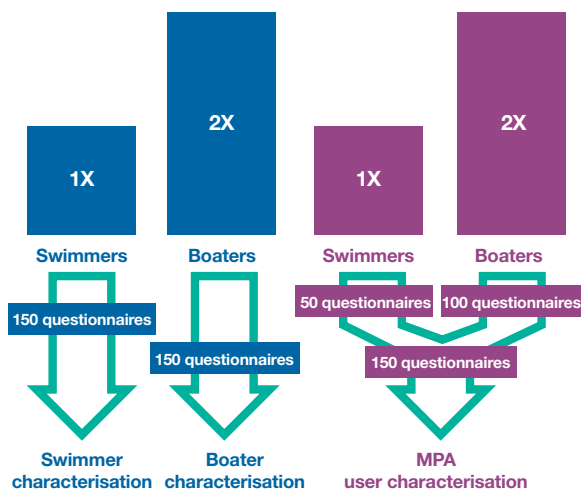 1X
2X
1X
2X
Swimmers
Boaters
Swimmers
Boaters
150 questionnaires
50 questionnaires
100 questionnaires
150 questionnaires
150 questionnaires
Swimmer
characterisation
Boater
characterisation
MPA
user characterisation